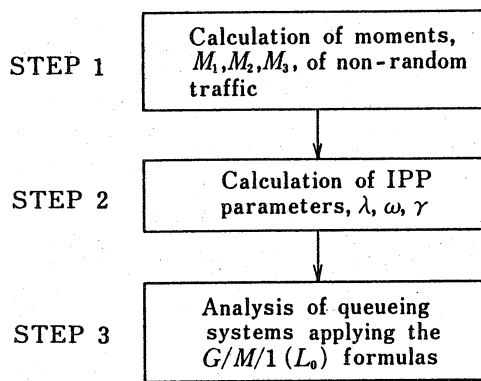 STEP 1
Calculation of moments,
M₁,M₂,M₃, of non-random
traffic
STEP 2
Calculation of IPP
parameters, λ, ω, γ
STEP 3
Analysis of queueing
systems applying the
G/M/1 (L₀) formulas